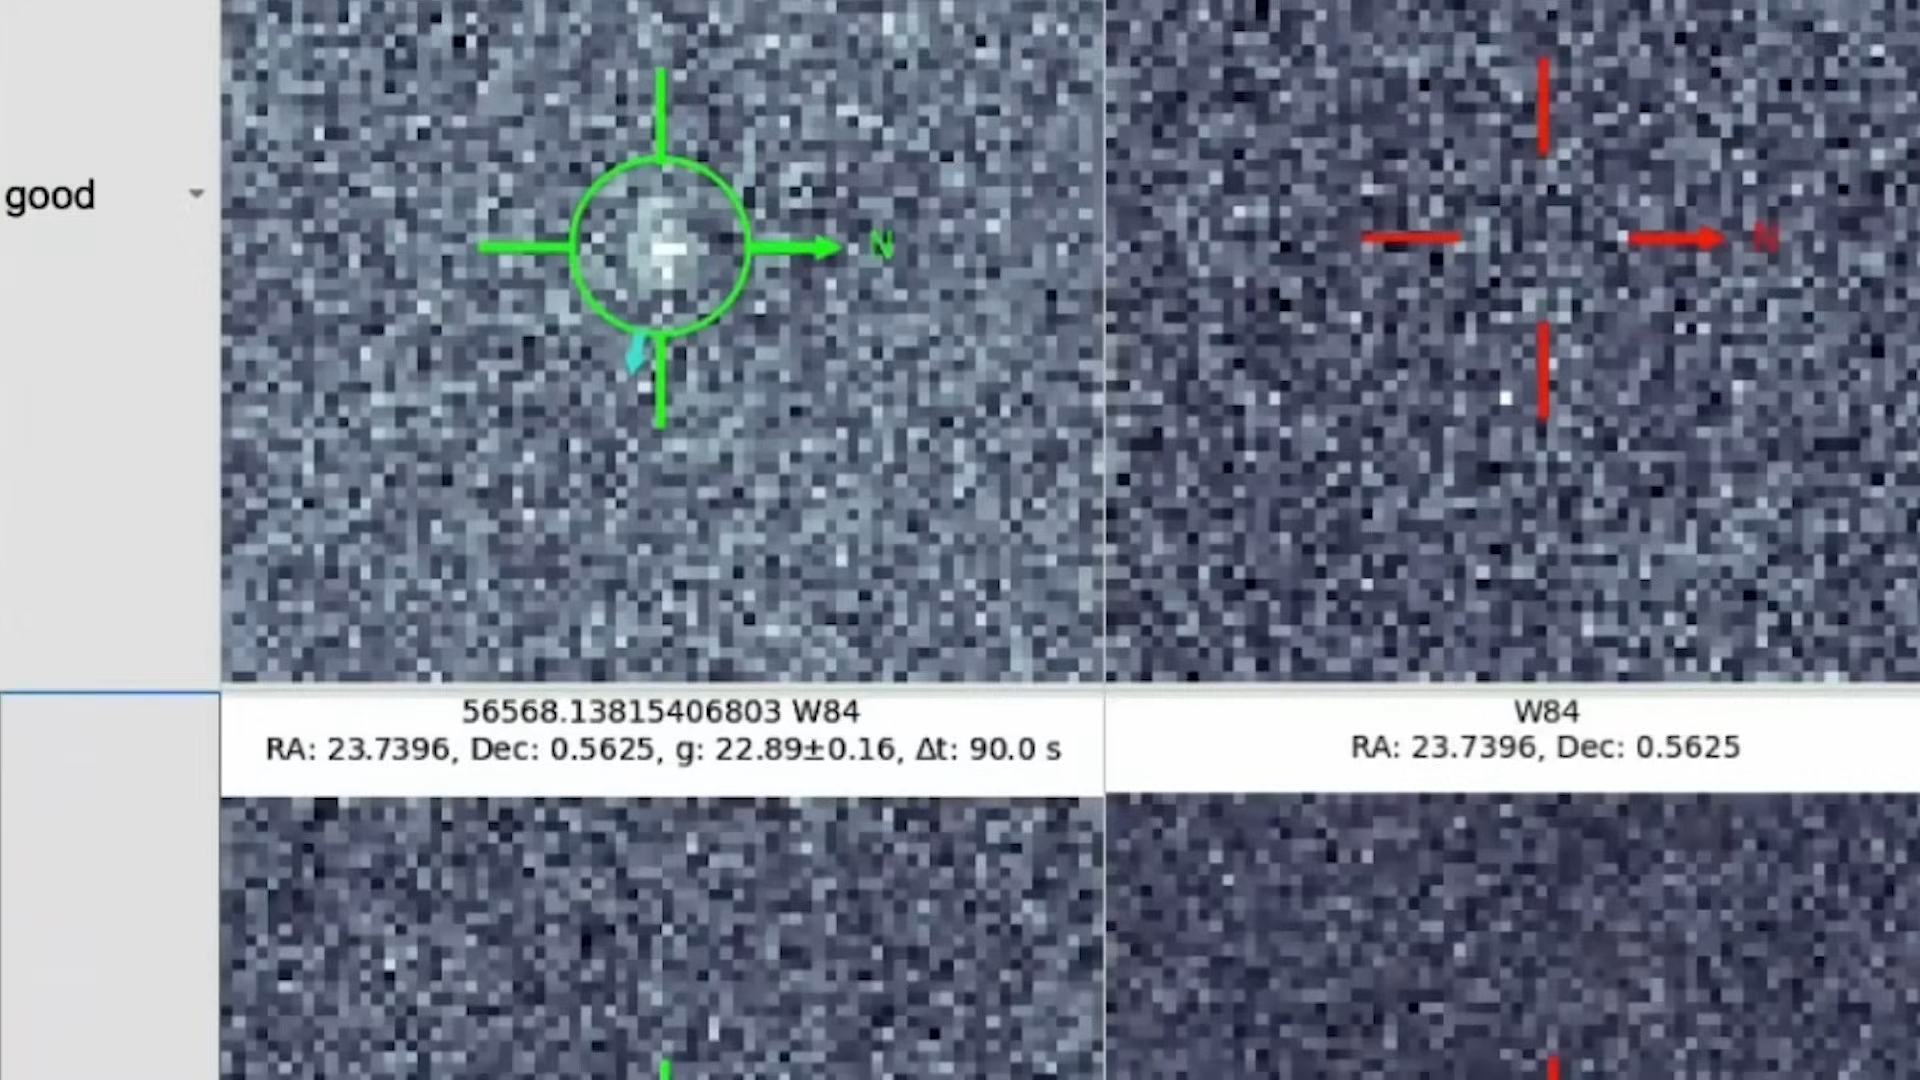 good
N
N
56568.13815406803 W84
RA: 23.7396, Dec: 0.5625, g: 22.89±0.16, Δt: 90.0 s
W84
RA: 23.7396, Dec: 0.5625